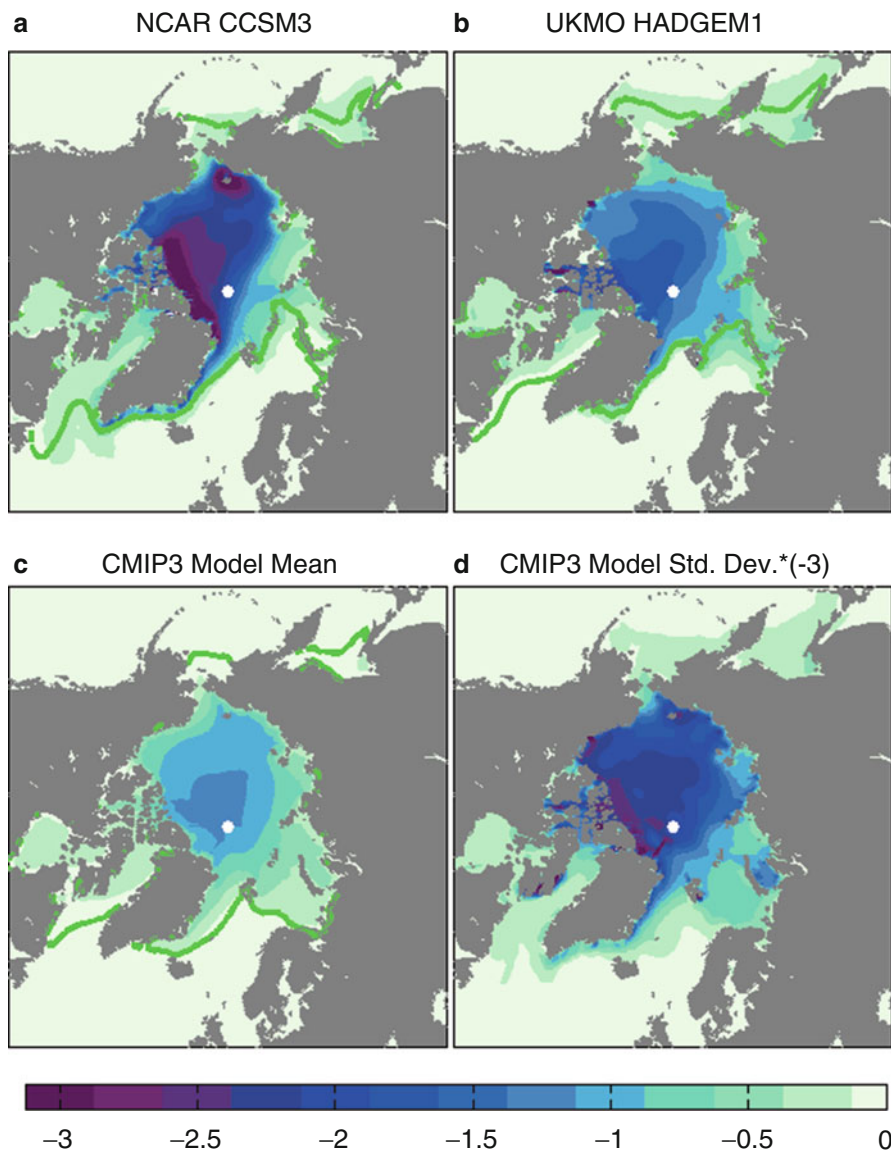 a NCAR CCSM3
b UKMO HADGEM1
c CMIP3 Model Mean
d CMIP3 Model Std. Dev.*(-3)
−3 −2.5 −2 −1.5 −1 −0.5 0